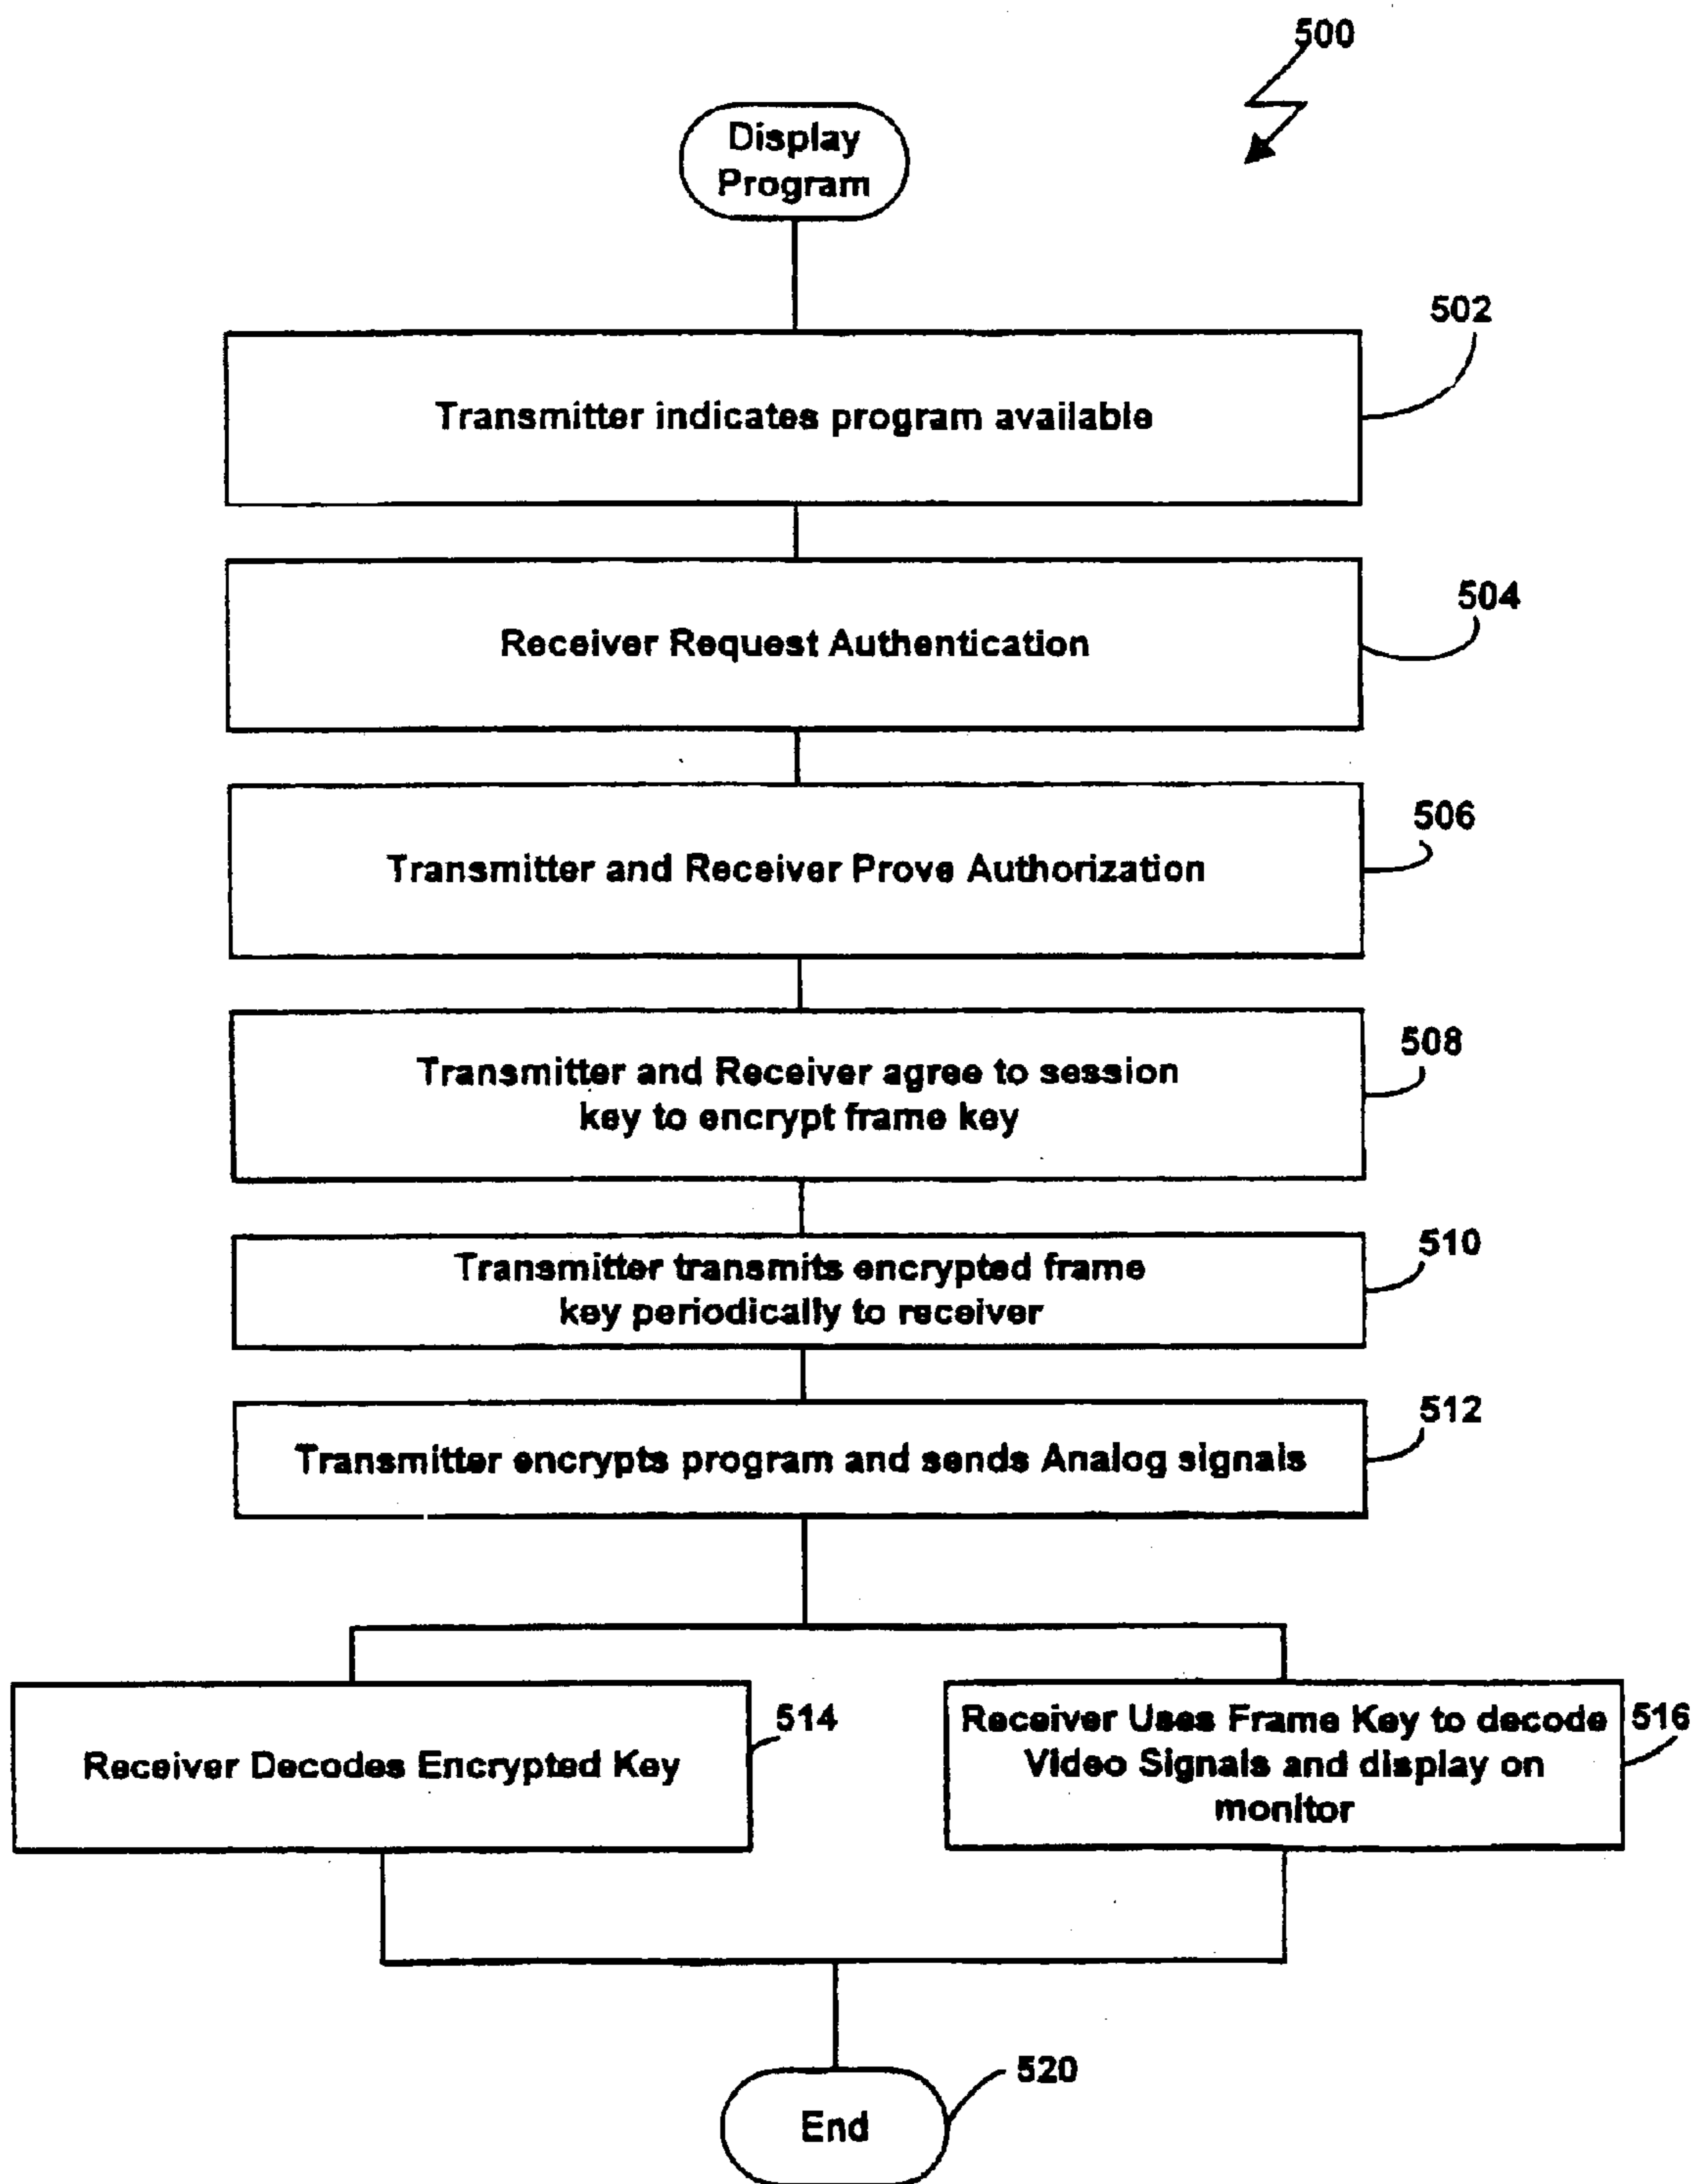 500
Display
Program
502
Transmitter indicates program available
504
Receiver Request Authentication
506
Transmitter and Receiver Prove Authorization
508
Transmitter and Receiver agree to session
key to encrypt frame key
510
Transmitter transmits encrypted frame
key periodically to receiver
512
Transmitter encrypts program and sends Analog signals
514
Receiver Decodes Encrypted Key
516
Receiver Uses Frame Key to decode
Video Signals and display on
monitor
520
End